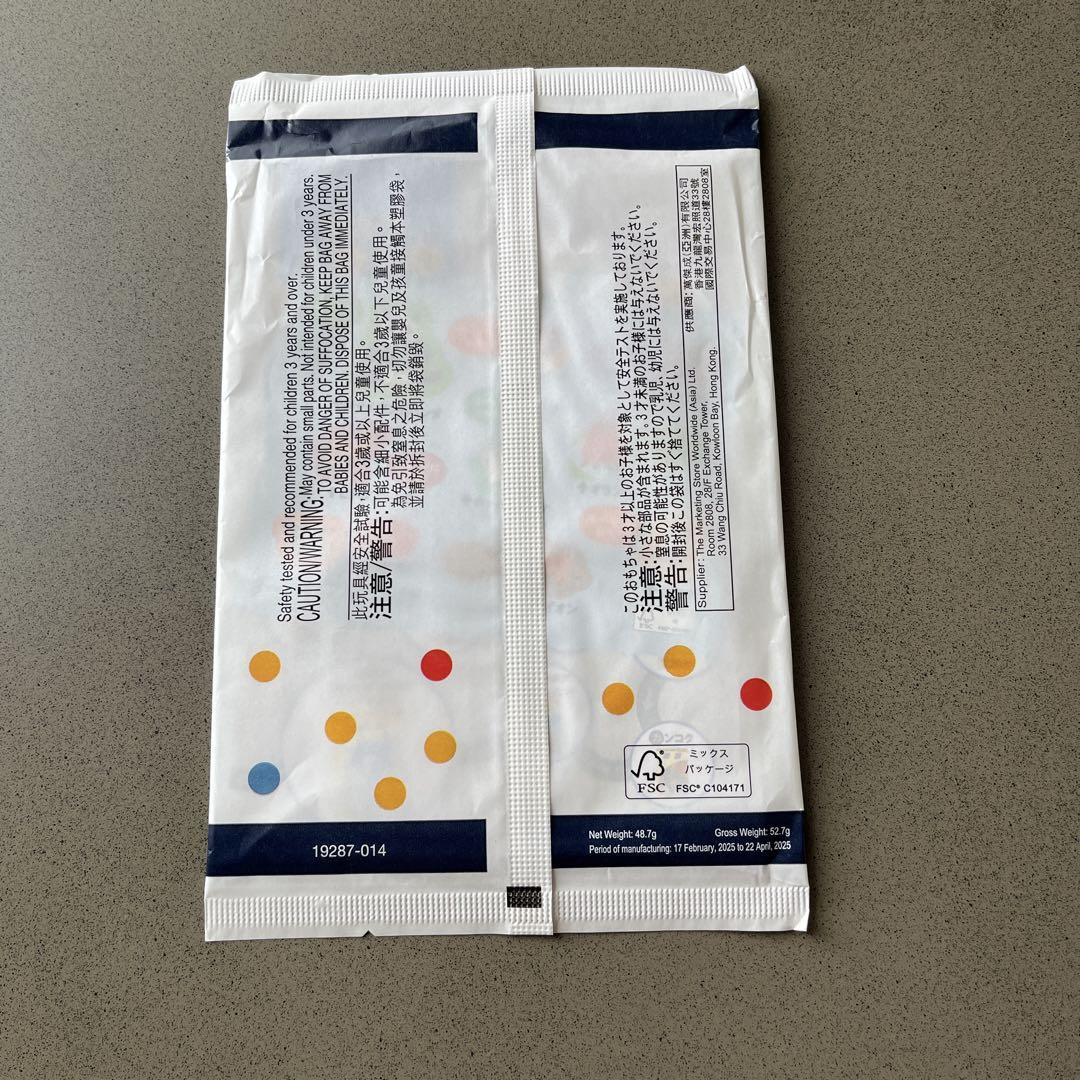 Safety tested and recommended for children 3 years and over.
CAUTION/WARNING: May contain small parts. Not intended for children under 3 years.
TO AVOID DANGER OF SUFFOCATION, KEEP BAG AWAY FROM
BABIES AND CHILDREN. DISPOSE OF THIS BAG IMMEDIATELY.
此玩具經安全試驗,適合3歲或以上兒童使用。
注意/警告:可能含細小配件,不適合3歲以下兒童使用。
為免引致窒息之危險,切勿讓嬰兒及孩童接觸本塑膠袋,
並請於拆封後立即將袋銷毀。
このおもちゃは3才以上のお子様を対象として安全テストを実施しております。
注意:小さな部品が含まれます。3才未満のお子様には与えないでください。
窒息の可能性がありますので乳児、幼児には与えないでください。
警告:開封後この袋はすぐ捨ててください。
Supplier: The Marketing Store Worldwide (Asia) Ltd.
Room 2808, 28/F Exchange Tower,
33 Wang Chiu Road, Kowloon Bay, Hong Kong.
供應商:萬傑成(亞洲)有限公司
香港九龍灣宏照道33號
國際交易中心28樓2808室
FSC
ミックス
パッケージ
FSC® C104171
19287-014
Net Weight: 48.7g Gross Weight: 52.7g
Period of manufacturing: 17 February, 2025 to 22 April, 2025